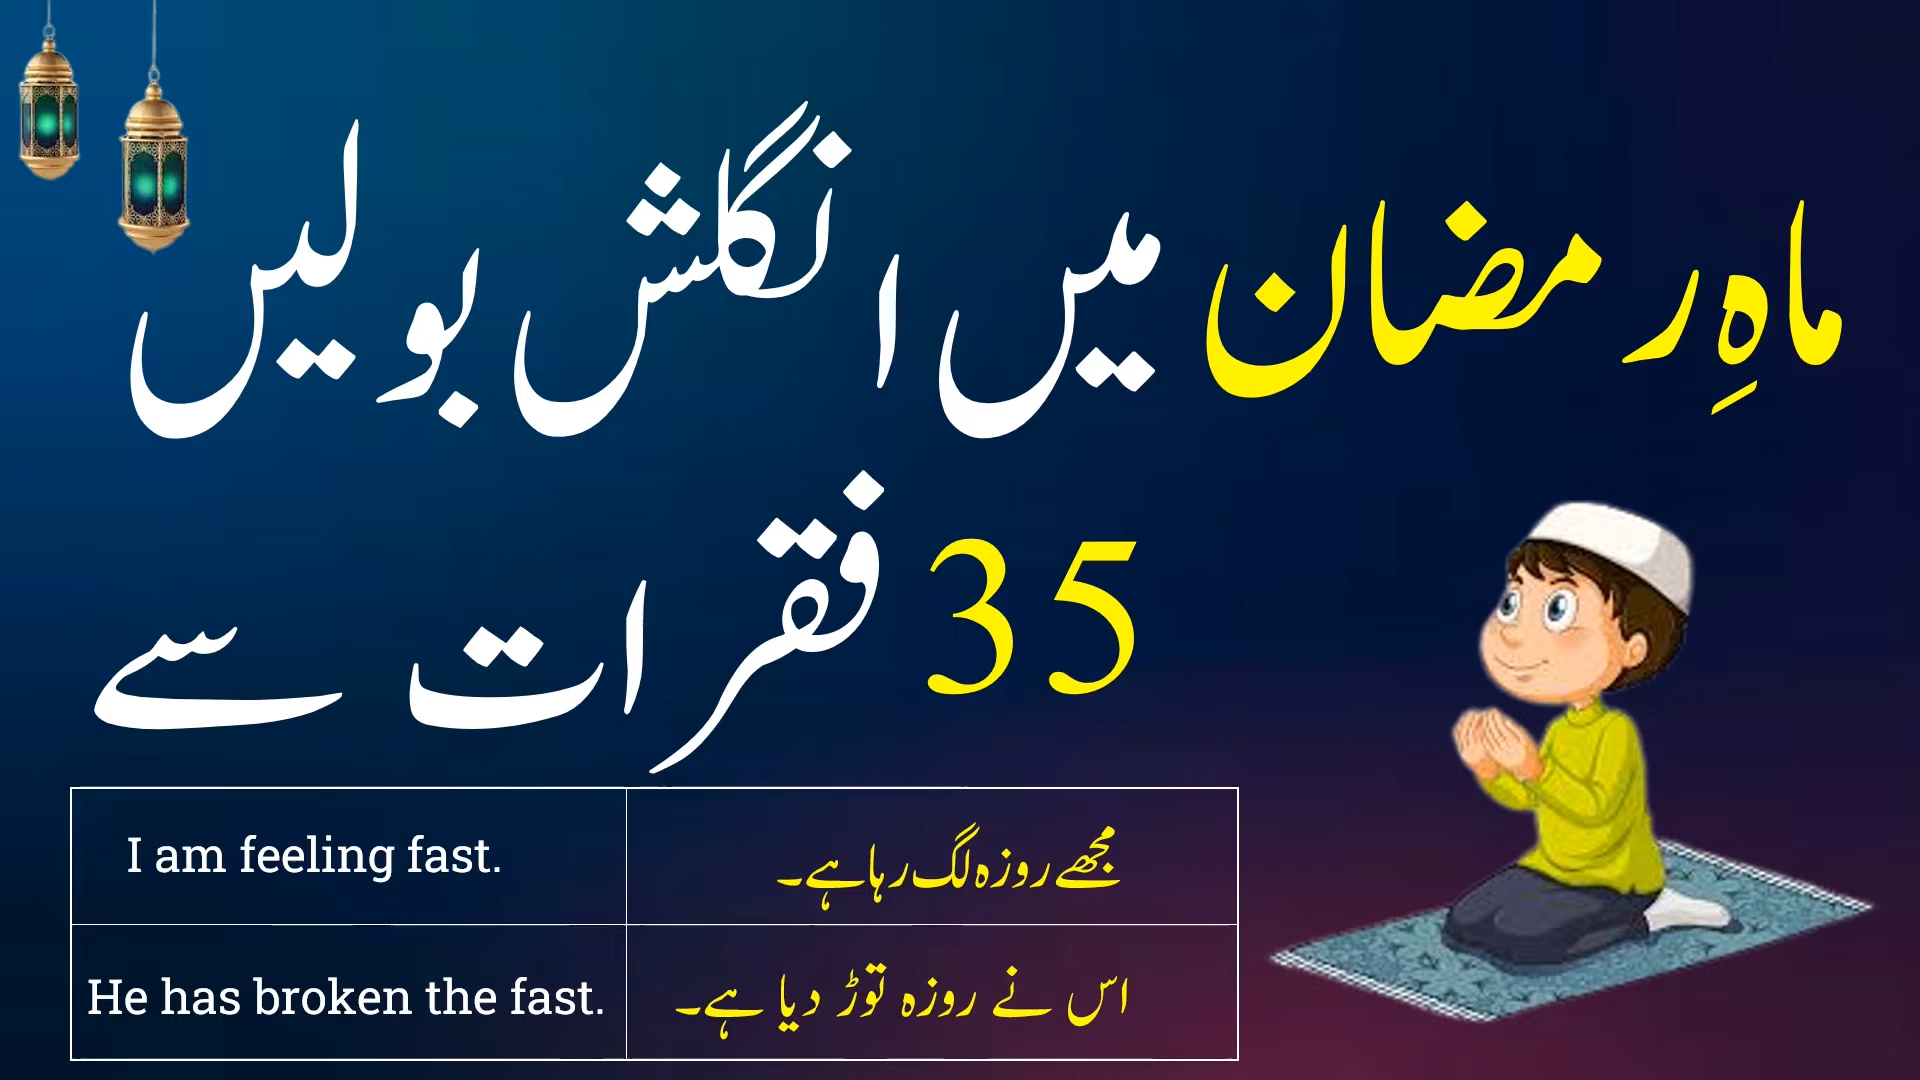 ماہِ رمضان میں انگلش بولیں
35 فقرات سے
I am feeling fast.
مجھے روزہ لگ رہا ہے۔
He has broken the fast.
اس نے روزہ توڑ دیا ہے۔